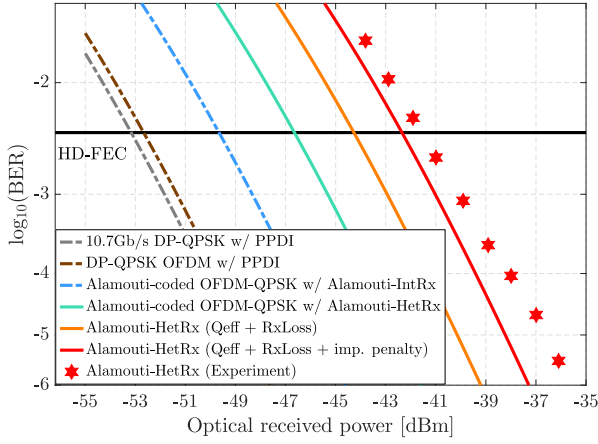 -2
HD-FEC
-3
log₁₀(BER)
10.7Gb/s DP-QPSK w/ PPDI
DP-QPSK OFDM w/ PPDI
Alamouti-coded OFDM-QPSK w/ Alamouti-IntRx
-4
Alamouti-coded OFDM-QPSK w/ Alamouti-HetRx
Alamouti-HetRx (Qeff + RxLoss)
-5
Alamouti-HetRx (Qeff + RxLoss + imp. penalty)
Alamouti-HetRx (Experiment)
-6
-55 -53 -51 -49 -47 -45 -43 -41 -39 -37 -35
Optical received power [dBm]